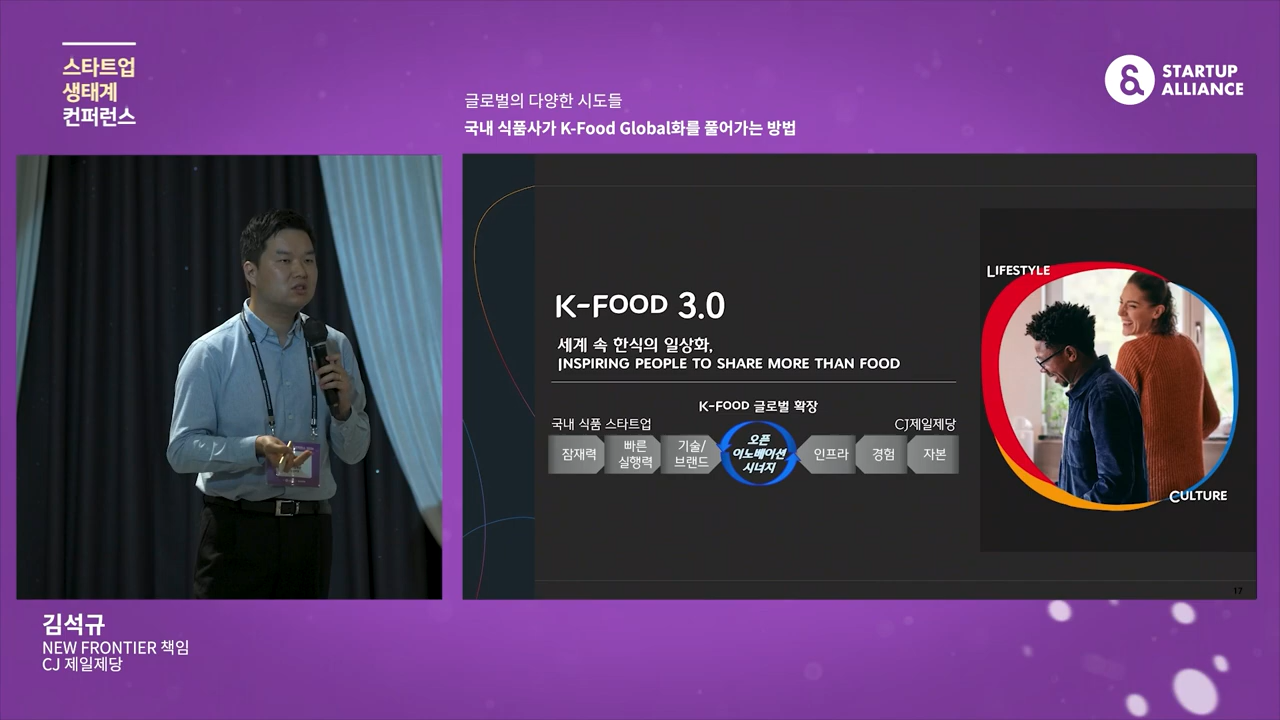 스타트업
생태계
컨퍼런스
STARTUP
ALLIANCE
글로벌의 다양한 시도들
국내 식품사가 K-Food Global화를 풀어가는 방법
K-FOOD 3.0
세계 속 한식의 일상화,
INSPIRING PEOPLE TO SHARE MORE THAN FOOD
K-FOOD 글로벌 확장
국내 식품 스타트업
CJ제일제당
잠재력
빠른
실행력
기술/
브랜드
오픈
이노베이션
시너지
인프라
경험
자본
LIFESTYLE
CULTURE
17
김석규
NEW FRONTIER 책임
CJ 제일제당